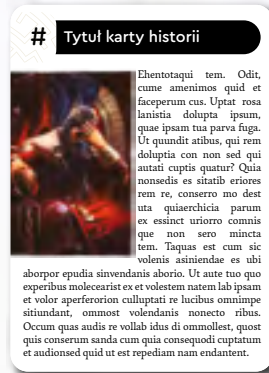 # Tytuł karty historii
Ehentotaqui tem. Odit,
cume amenimos quid et
faceperum cus. Uptat rosa
lanistia dolupta ipsum,
quae ipsam tua parva fuga.
Ut quundit atibus, qui rem
doluptia con non sed qui
autati cuptis quatur? Quia
nonsedis es sitatib eriores
rem re, conserro mo dest
uta quiaerchicia parum
ex essinct uriorro comnis
que non sero mincta
tem. Taquas est cum sic
volenis asiniendae es ubi
aborpor epudia sinvendanis aborio. Ut aute tuo quo
experibus molecearist ex et volestem natem lab ipsam
et volor aperferorion culluptati re lucibus omnimpe
sitiundant, ommost volendanis nonecto ribus.
Occum quas audis re vollab idus di ommollest, quost
quis conserum sanda cum quia consequodi cuptatum
et audionsed quid ut est repediam nam endantent.